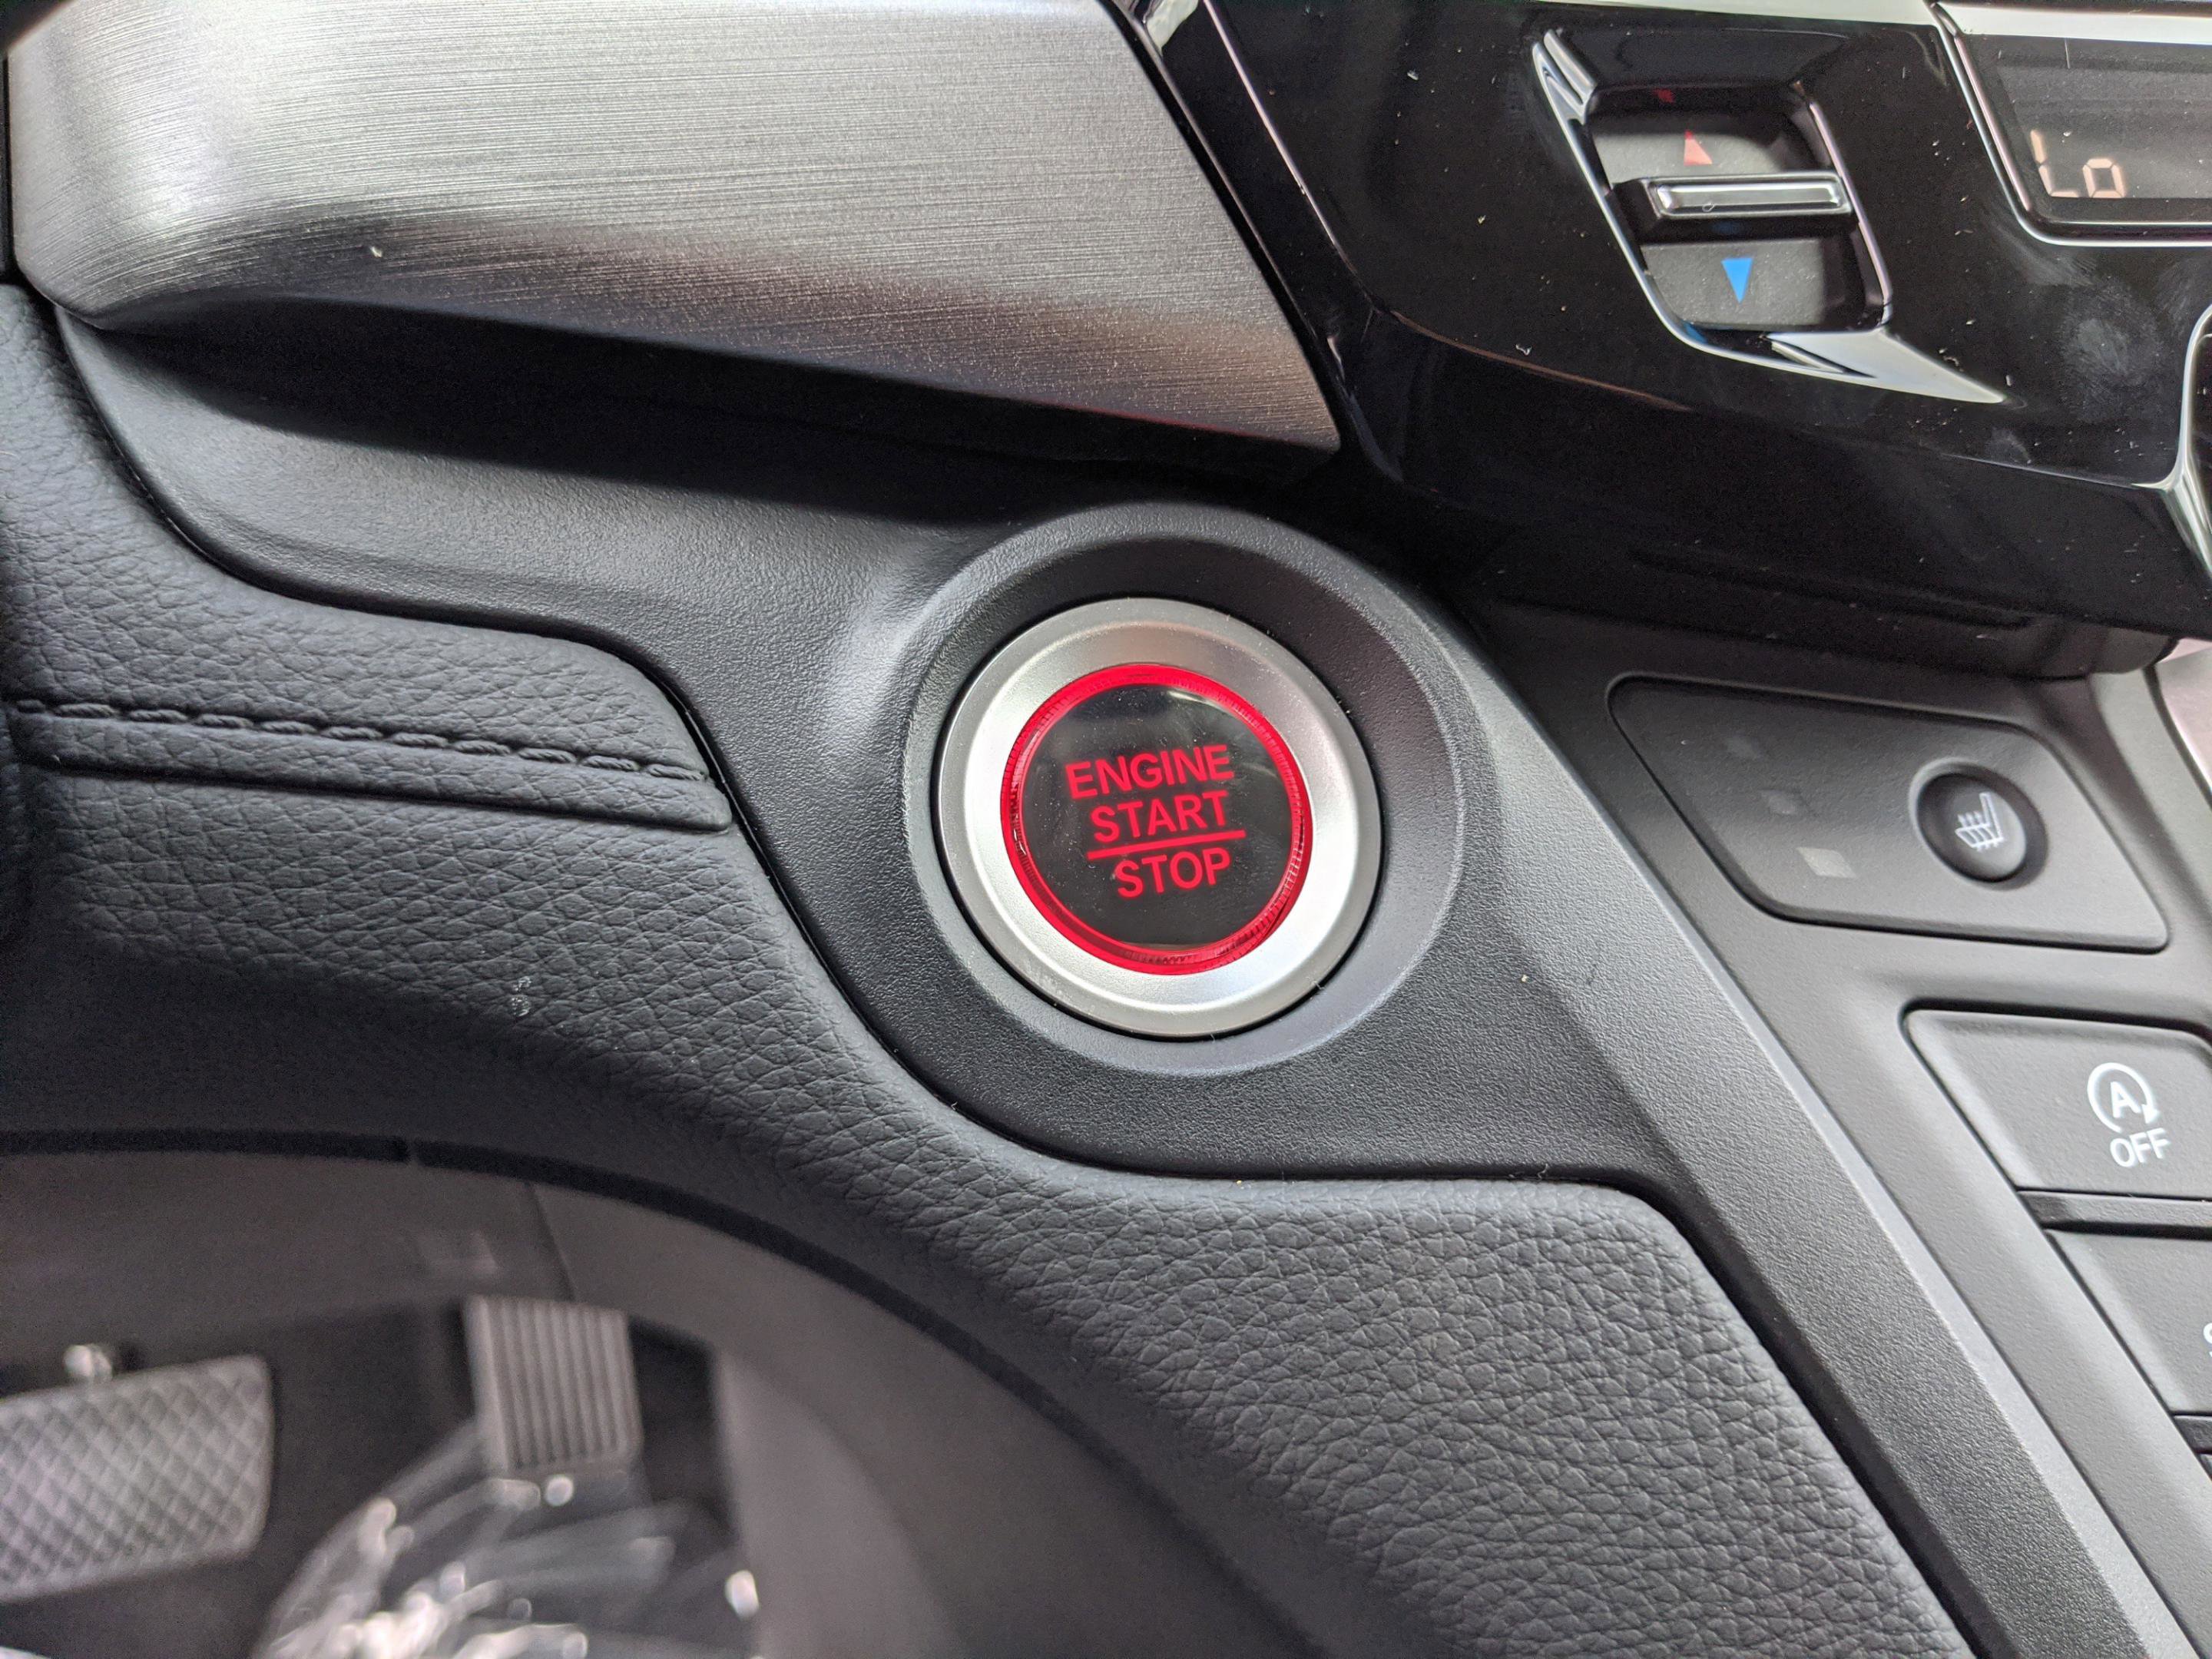 Lo
ENGINE
START
STOP
A
OFF